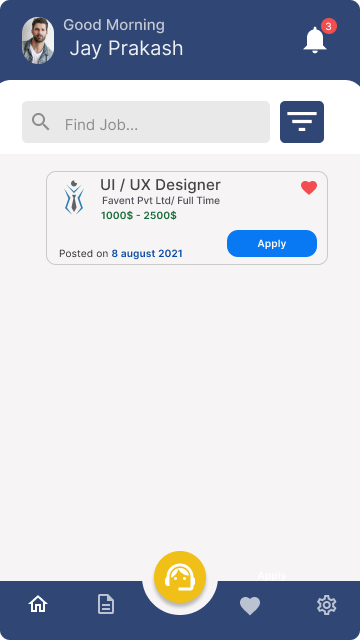 Good Morning
Jay Prakash
3
Find Job...
UI / UX Designer
Favent Pvt Ltd/ Full Time
1000$ - 2500$
Apply
Posted on 8 august 2021
Apply